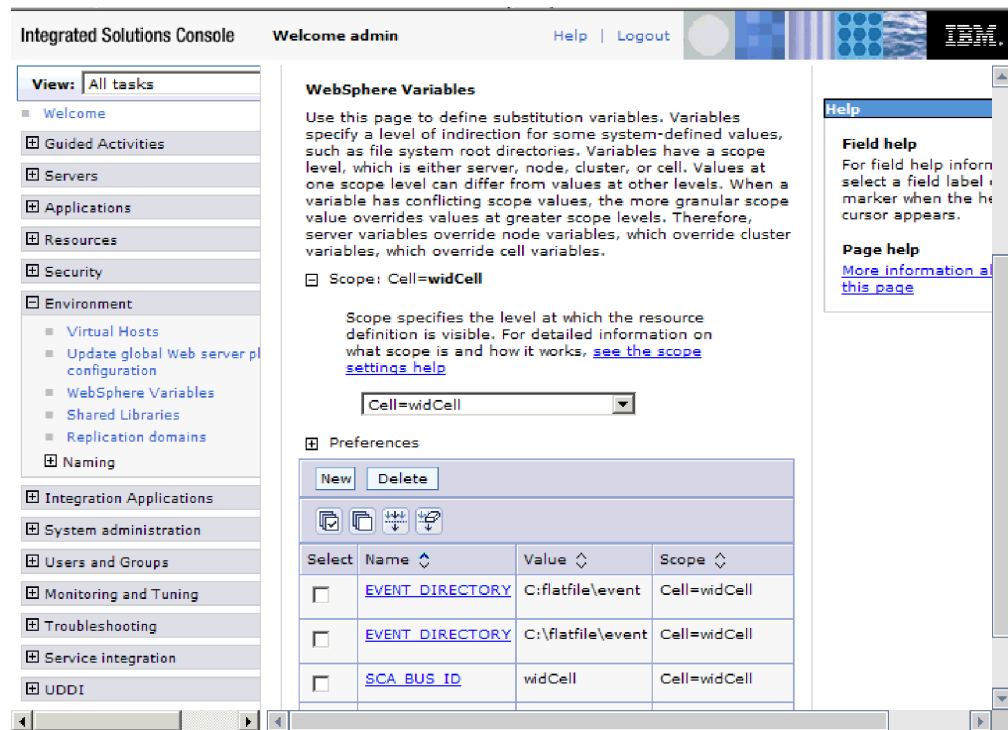 Integrated Solutions Console Welcome admin Help | Logout IBM.
View: All tasks
Welcome
Guided Activities
Servers
Applications
Resources
Security
Environment
Virtual Hosts
Update global Web server pl
configuration
WebSphere Variables
Shared Libraries
Replication domains
Naming
Integration Applications
System administration
Users and Groups
Monitoring and Tuning
Troubleshooting
Service integration
UDDI
WebSphere Variables
Use this page to define substitution variables. Variables
specify a level of indirection for some system-defined values,
such as file system root directories. Variables have a scope
level, which is either server, node, cluster, or cell. Values at
one scope level can differ from values at other levels. When a
variable has conflicting scope values, the more granular scope
value overrides values at greater scope levels. Therefore,
server variables override node variables, which override cluster
variables, which override cell variables.
Scope: Cell=widCell
Scope specifies the level at which the resource
definition is visible. For detailed information on
what scope is and how it works, see the scope
settings help
Cell=widCell
Preferences
New Delete
Select Name Value Scope
EVENT DIRECTORY C:flatfile\event Cell=widCell
EVENT DIRECTORY C:\flatfile\event Cell=widCell
SCA BUS ID widCell Cell=widCell
Help
Field help
For field help inform
select a field label
marker when the he
cursor appears.
Page help
More information al
this page